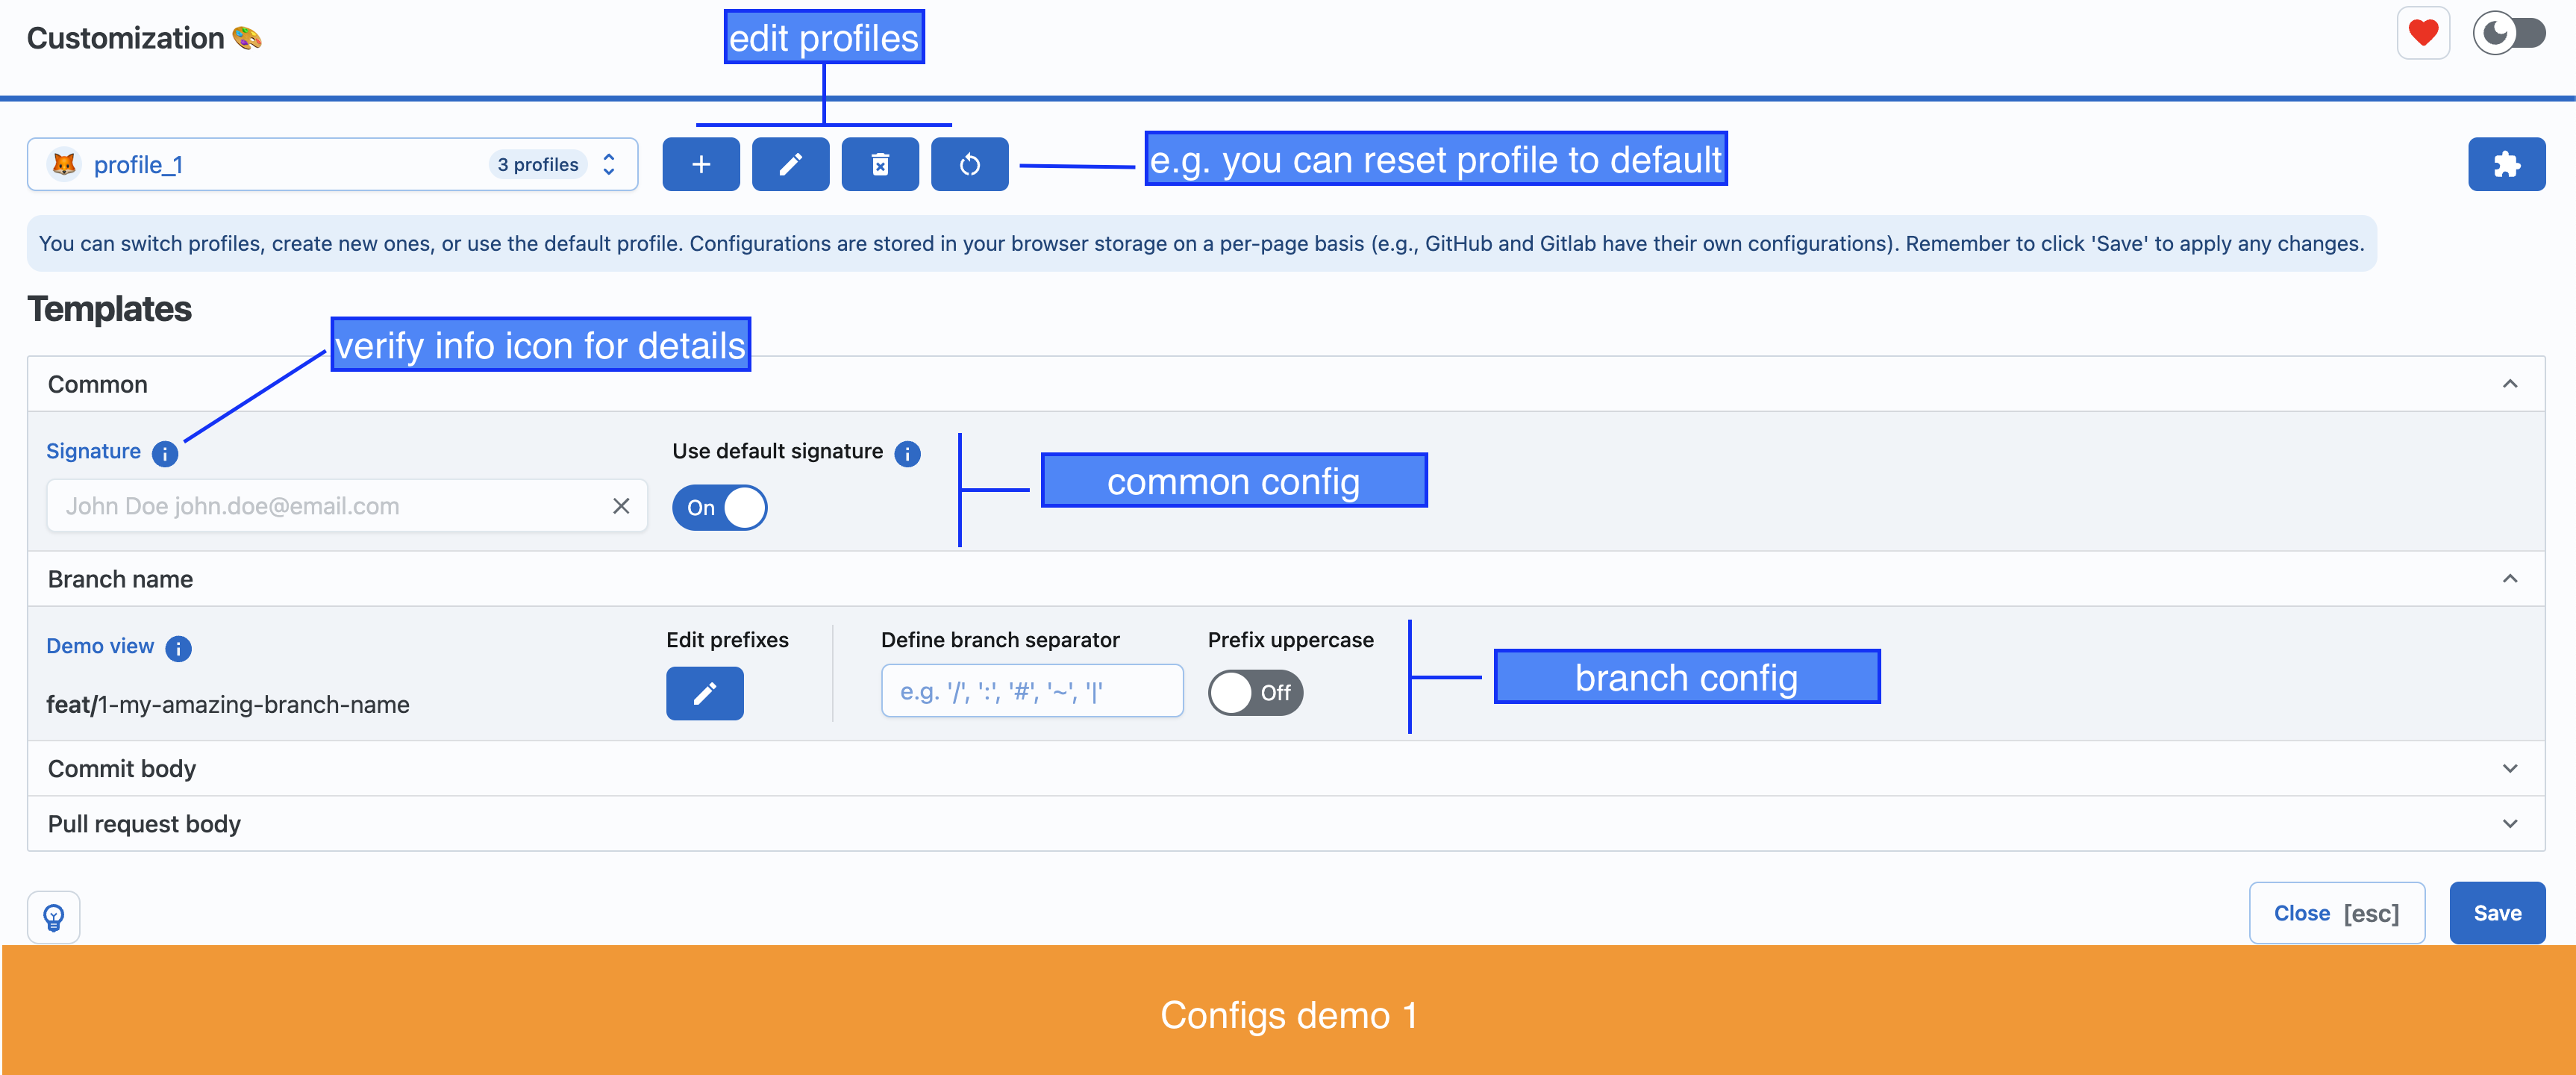 Customization
edit profiles
profile_1
3 profiles
e.g. you can reset profile to default
You can switch profiles, create new ones, or use the default profile. Configurations are stored in your browser storage on a per-page basis (e.g., GitHub and Gitlab have their own configurations). Remember to click 'Save' to apply any changes.
Templates
verify info icon for details
Common
Signature
Use default signature
John Doe john.doe@email.com
On
common config
Branch name
Demo view
Edit prefixes
Define branch separator
Prefix uppercase
feat/1-my-amazing-branch-name
e.g. '/', ':', '#', '~', '|'
Off
branch config
Commit body
Pull request body
Close [esc]
Save
Configs demo 1